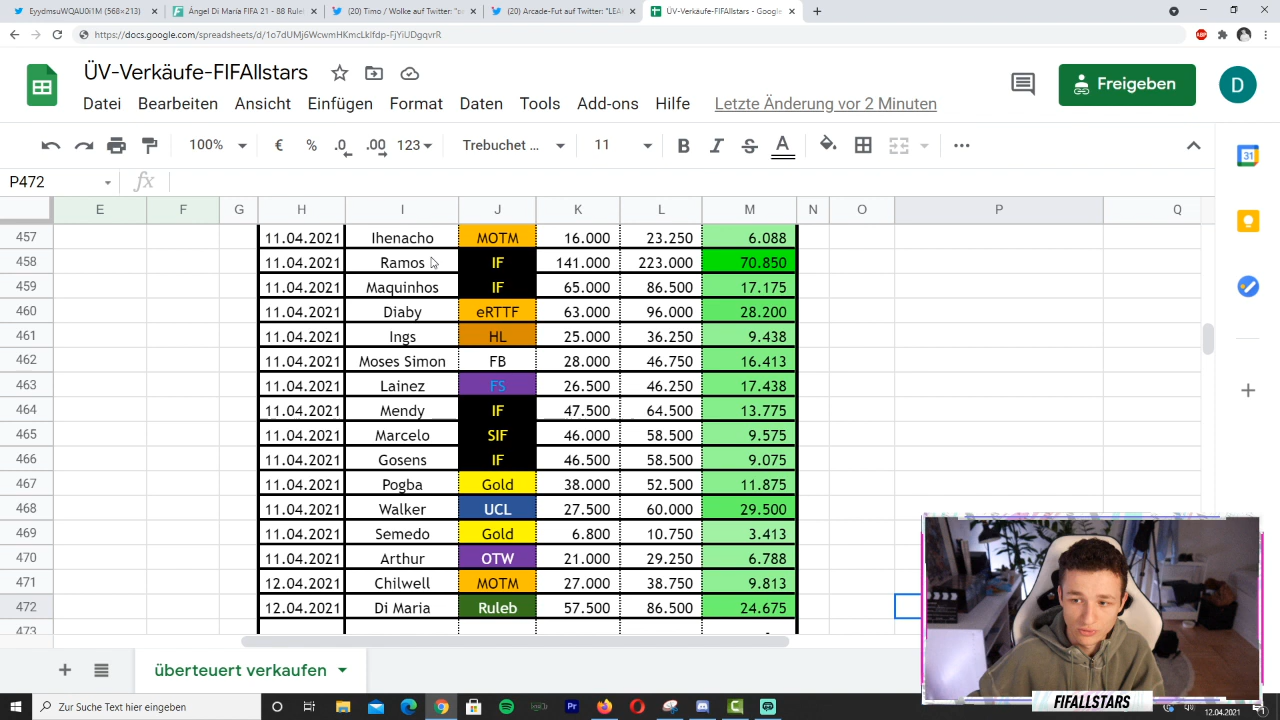 EydmsuWQAU0i1M (568×213)
Ángel Di María FIFA 21 - 88 Ruleb
(20) Timo / Wolke auf Twitter: "
(20) Arcade-Fut auf Twitter: "LEA
ÜV-Verkäufe-FIFAllstars - Google
https://docs.google.com/spreadsheets/d/1o7dUMj6WcwmHKmcLkIfdp-FjYiUDgqvrR
ÜV-Verkäufe-FIFAllstars
Freigeben
D
Datei Bearbeiten Ansicht Einfügen Format Daten Tools Add-ons Hilfe Letzte Änderung vor 2 Minuten
100% € % .0 .00 123 Trebuchet ... 11 B I S A
P472 fx
E F G H I J K L M N O P Q
457 11.04.2021 Ihenacho MOTM 16.000 23.250 6.088
458 11.04.2021 Ramos IF 141.000 223.000 70.850
459 11.04.2021 Maquinhos IF 65.000 86.500 17.175
460 11.04.2021 Diaby eRTTF 63.000 96.000 28.200
461 11.04.2021 Ings HL 25.000 36.250 9.438
462 11.04.2021 Moses Simon FB 28.000 46.750 16.413
463 11.04.2021 Lainez FS 26.500 46.250 17.438
464 11.04.2021 Mendy IF 47.500 64.500 13.775
465 11.04.2021 Marcelo SIF 46.000 58.500 9.575
466 11.04.2021 Gosens IF 46.500 58.500 9.075
467 11.04.2021 Pogba Gold 38.000 52.500 11.875
468 11.04.2021 Walker UCL 27.500 60.000 29.500
469 11.04.2021 Semedo Gold 6.800 10.750 3.413
470 11.04.2021 Arthur OTW 21.000 29.250 6.788
471 12.04.2021 Chilwell MOTM 27.000 38.750 9.813
472 12.04.2021 Di Maria Ruleb 57.500 86.500 24.675
473
überteuert verkaufen
FIFALLSTARS
Zur Suche Text hier eingeben
12.04.2021